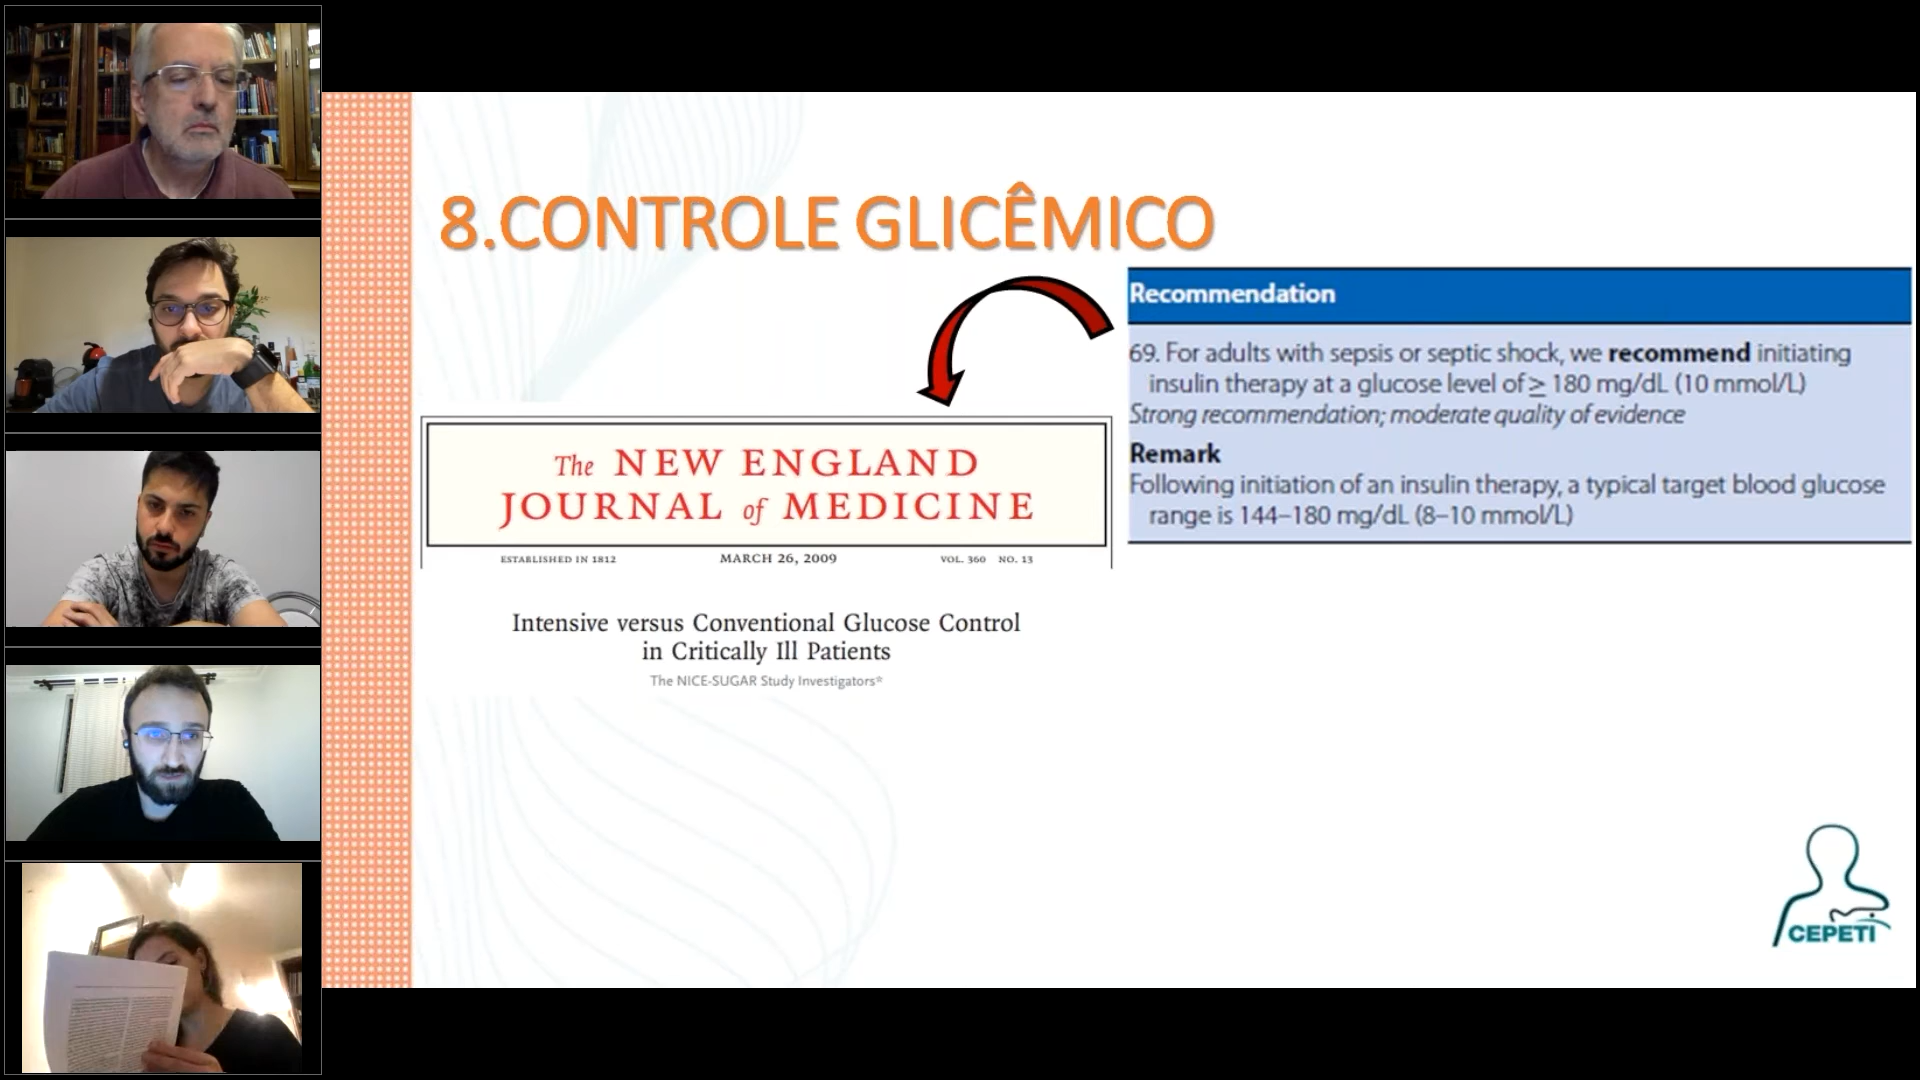 8.CONTROLE GLICÊMICO
Recommendation
69. For adults with sepsis or septic shock, we recommend initiating
insulin therapy at a glucose level of ≥ 180 mg/dL (10 mmol/L)
Strong recommendation; moderate quality of evidence
Remark
Following initiation of an insulin therapy, a typical target blood glucose
range is 144–180 mg/dL (8–10 mmol/L)
The NEW ENGLAND
JOURNAL of MEDICINE
ESTABLISHED IN 1812 MARCH 26, 2009 VOL. 360 NO. 13
Intensive versus Conventional Glucose Control
in Critically Ill Patients
The NICE-SUGAR Study Investigators*
CEPETI